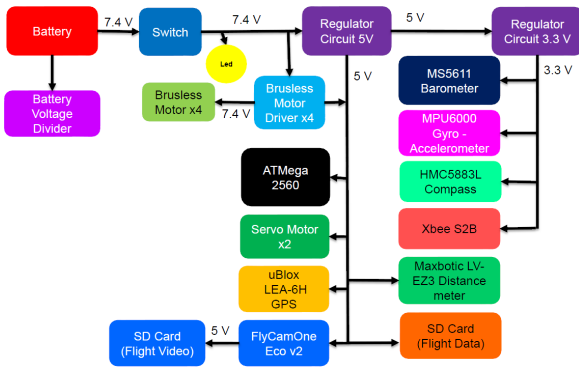 7.4 V
7.4 V
5 V
Battery
Switch
Regulator
Circuit 5V
Regulator
Circuit 3.3 V
Led
5 V
3.3 V
Battery
Voltage
Divider
Brusless
Motor x4
7.4 V
Brusless
Motor
Driver x4
MS5611
Barometer
MPU6000
Gyro -
Accelerometer
ATMega
2560
HMC5883L
Compass
Servo Motor
x2
Xbee S2B
uBlox
LEA-6H
GPS
Maxbotic LV-
EZ3 Distance
meter
SD Card
(Flight Video)
5 V
FlyCamOne
Eco v2
SD Card
(Flight Data)